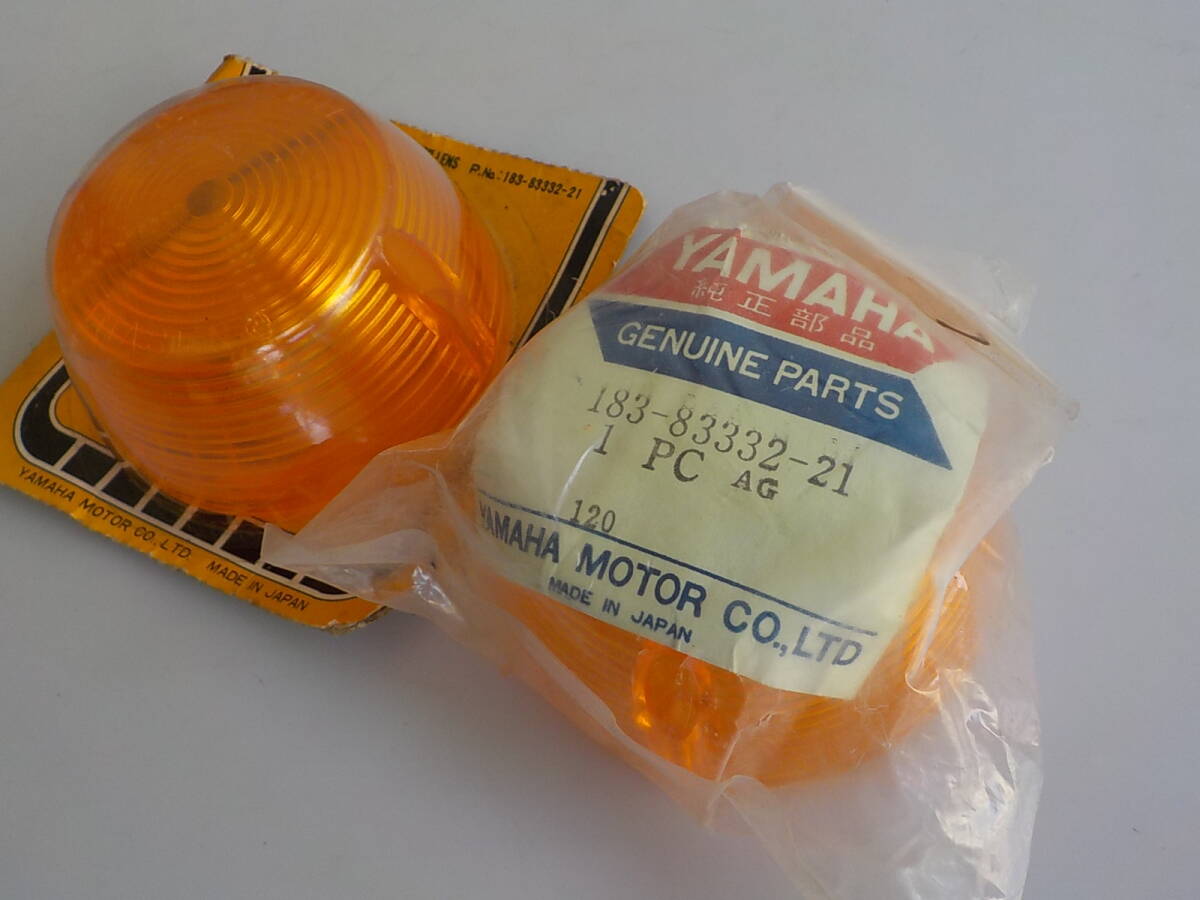 LENS P.No.:183-83332-21
YAMAHA MOTOR CO.,LTD. MADE IN JAPAN
YAMAHA
純正部品
GENUINE PARTS
183-83332-21
1 PC AG
120
YAMAHA MOTOR CO.,LTD
MADE IN JAPAN